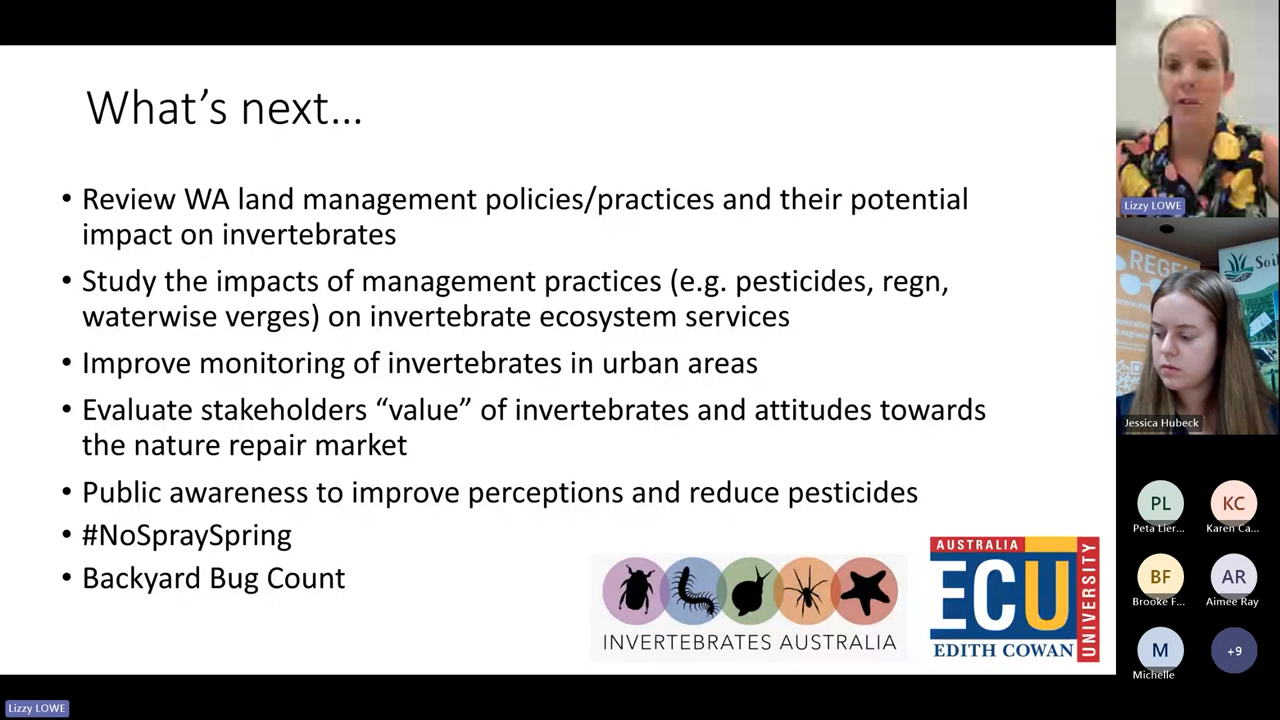 What's next...
• Review WA land management policies/practices and their potential
impact on invertebrates
• Study the impacts of management practices (e.g. pesticides, regn,
waterwise verges) on invertebrate ecosystem services
• Improve monitoring of invertebrates in urban areas
• Evaluate stakeholders “value” of invertebrates and attitudes towards
the nature repair market
• Public awareness to improve perceptions and reduce pesticides
• #NoSpraySpring
• Backyard Bug Count
INVERTEBRATES AUSTRALIA
AUSTRALIA
ECU
EDITH COWAN
UNIVERSITY
Lizzy LOWE
REGE
Soil
Jessica Hubeck
PL
KC
Peta Lier...
Karen Ca...
BF
AR
Brooke F...
Aimee Ray
M
+9
Michelle
Lizzy LOWE